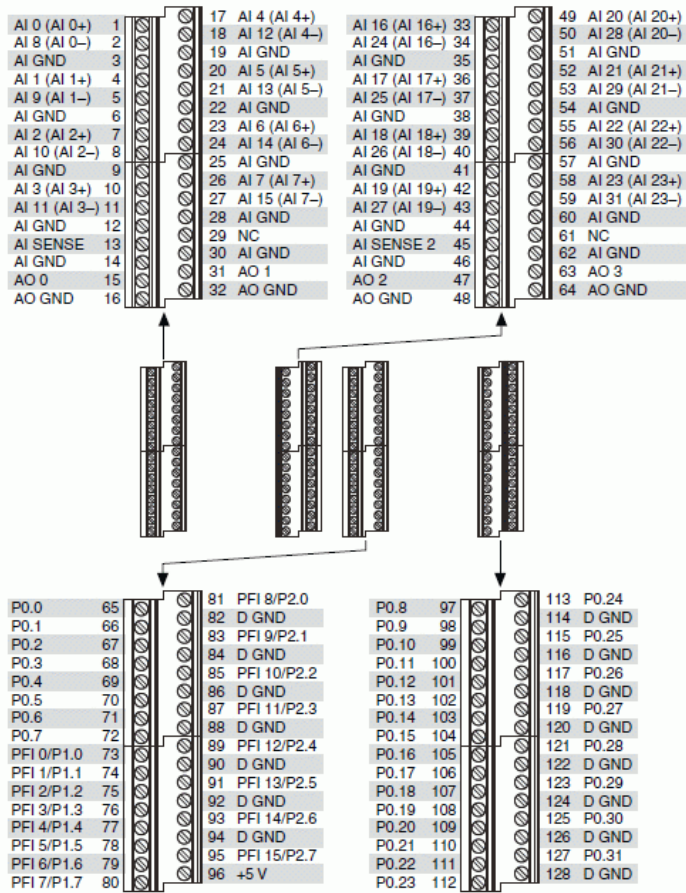 AI 0 (AI 0+) 1
AI 8 (AI 0–) 2
AI GND 3
AI 1 (AI 1+) 4
AI 9 (AI 1–) 5
AI GND 6
AI 2 (AI 2+) 7
AI 10 (AI 2–) 8
AI GND 9
AI 3 (AI 3+) 10
AI 11 (AI 3–) 11
AI GND 12
AI SENSE 13
AI GND 14
AO 0 15
AO GND 16
17 AI 4 (AI 4+)
18 AI 12 (AI 4–)
19 AI GND
20 AI 5 (AI 5+)
21 AI 13 (AI 5–)
22 AI GND
23 AI 6 (AI 6+)
24 AI 14 (AI 6–)
25 AI GND
26 AI 7 (AI 7+)
27 AI 15 (AI 7–)
28 AI GND
29 NC
30 AI GND
31 AO 1
32 AO GND
AI 16 (AI 16+) 33
AI 24 (AI 16–) 34
AI GND 35
AI 17 (AI 17+) 36
AI 25 (AI 17–) 37
AI GND 38
AI 18 (AI 18+) 39
AI 26 (AI 18–) 40
AI GND 41
AI 19 (AI 19+) 42
AI 27 (AI 19–) 43
AI GND 44
AI SENSE 2 45
AI GND 46
AO 2 47
AO GND 48
49 AI 20 (AI 20+)
50 AI 28 (AI 20–)
51 AI GND
52 AI 21 (AI 21+)
53 AI 29 (AI 21–)
54 AI GND
55 AI 22 (AI 22+)
56 AI 30 (AI 22–)
57 AI GND
58 AI 23 (AI 23+)
59 AI 31 (AI 23–)
60 AI GND
61 NC
62 AI GND
63 AO 3
64 AO GND
P0.0 65
P0.1 66
P0.2 67
P0.3 68
P0.4 69
P0.5 70
P0.6 71
P0.7 72
PFI 0/P1.0 73
PFI 1/P1.1 74
PFI 2/P1.2 75
PFI 3/P1.3 76
PFI 4/P1.4 77
PFI 5/P1.5 78
PFI 6/P1.6 79
PFI 7/P1.7 80
81 PFI 8/P2.0
82 D GND
83 PFI 9/P2.1
84 D GND
85 PFI 10/P2.2
86 D GND
87 PFI 11/P2.3
88 D GND
89 PFI 12/P2.4
90 D GND
91 PFI 13/P2.5
92 D GND
93 PFI 14/P2.6
94 D GND
95 PFI 15/P2.7
96 +5 V
P0.8 97
P0.9 98
P0.10 99
P0.11 100
P0.12 101
P0.13 102
P0.14 103
P0.15 104
P0.16 105
P0.17 106
P0.18 107
P0.19 108
P0.20 109
P0.21 110
P0.22 111
P0.23 112
113 P0.24
114 D GND
115 P0.25
116 D GND
117 P0.26
118 D GND
119 P0.27
120 D GND
121 P0.28
122 D GND
123 P0.29
124 D GND
125 P0.30
126 D GND
127 P0.31
128 D GND